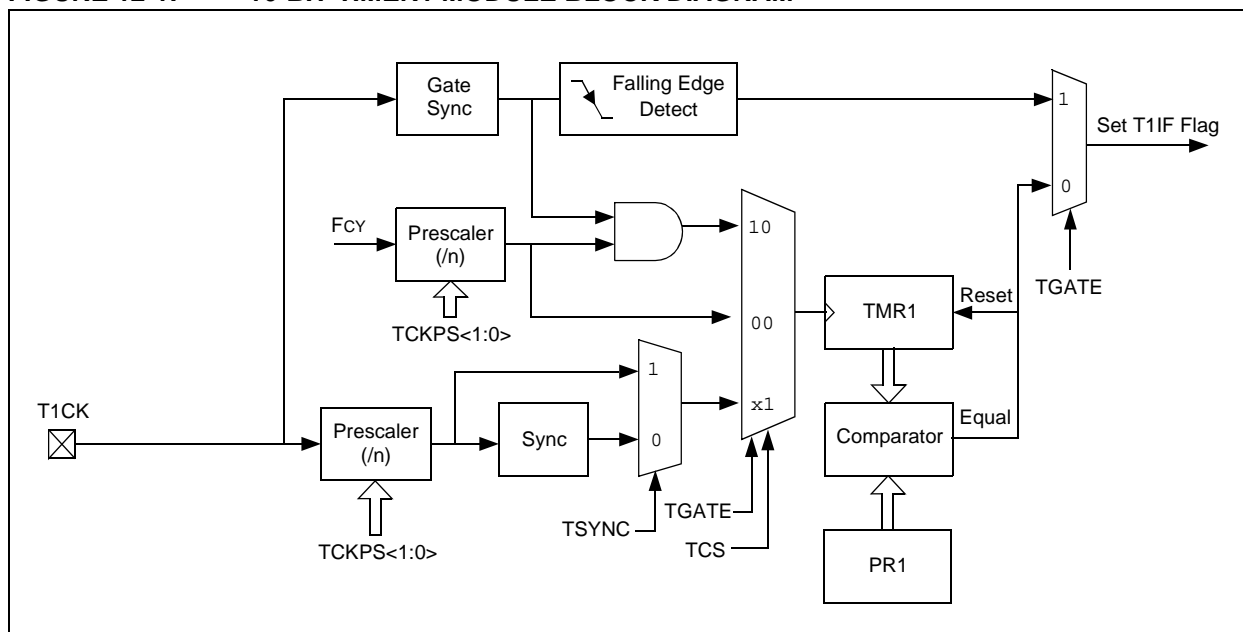 Gate
Sync
Falling Edge
Detect
1
Set T1IF Flag
0
FCY
Prescaler
(/n)
10
TGATE
TCKPS<1:0>
00
TMR1
Reset
T1CK
Prescaler
(/n)
Sync
1
0
x1
Comparator
Equal
TGATE
TSYNC
TCS
TCKPS<1:0>
PR1